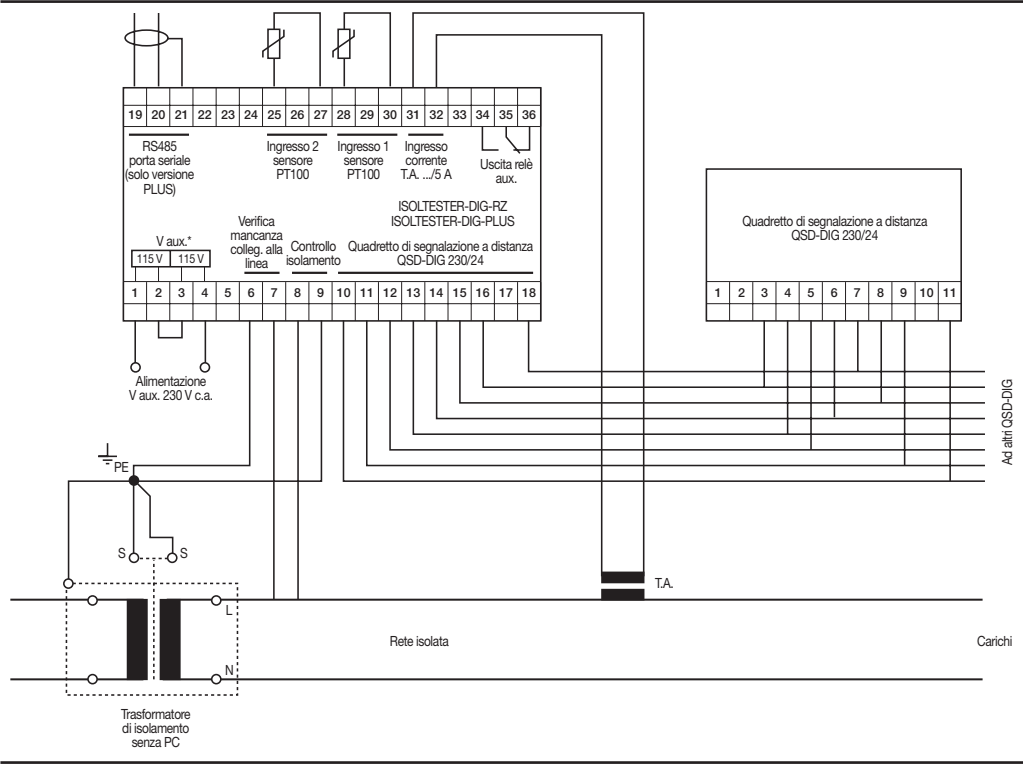 19 20 21 22 23 24 25 26 27 28 29 30 31 32 33 34 35 36
RS485
porta seriale
(solo versione
PLUS)
Ingresso 2
sensore
PT100
Ingresso 1
sensore
PT100
Ingresso
corrente
T.A. .../5 A
Uscita relè
aux.
ISOLTESTER-DIG-RZ
ISOLTESTER-DIG-PLUS
V aux.*
115 V 115 V
Verifica
mancanza
colleg. alla
linea
Controllo
isolamento
Quadretto di segnalazione a distanza
QSD-DIG 230/24
1 2 3 4 5 6 7 8 9 10 11 12 13 14 15 16 17 18
Quadretto di segnalazione a distanza
QSD-DIG 230/24
1 2 3 4 5 6 7 8 9 10 11
Alimentazione
V aux. 230 V c.a.
Ad altri QSD-DIG
PE
S S
T.A.
L
Rete isolata
Carichi
N
Trasformatore
di isolamento
senza PC